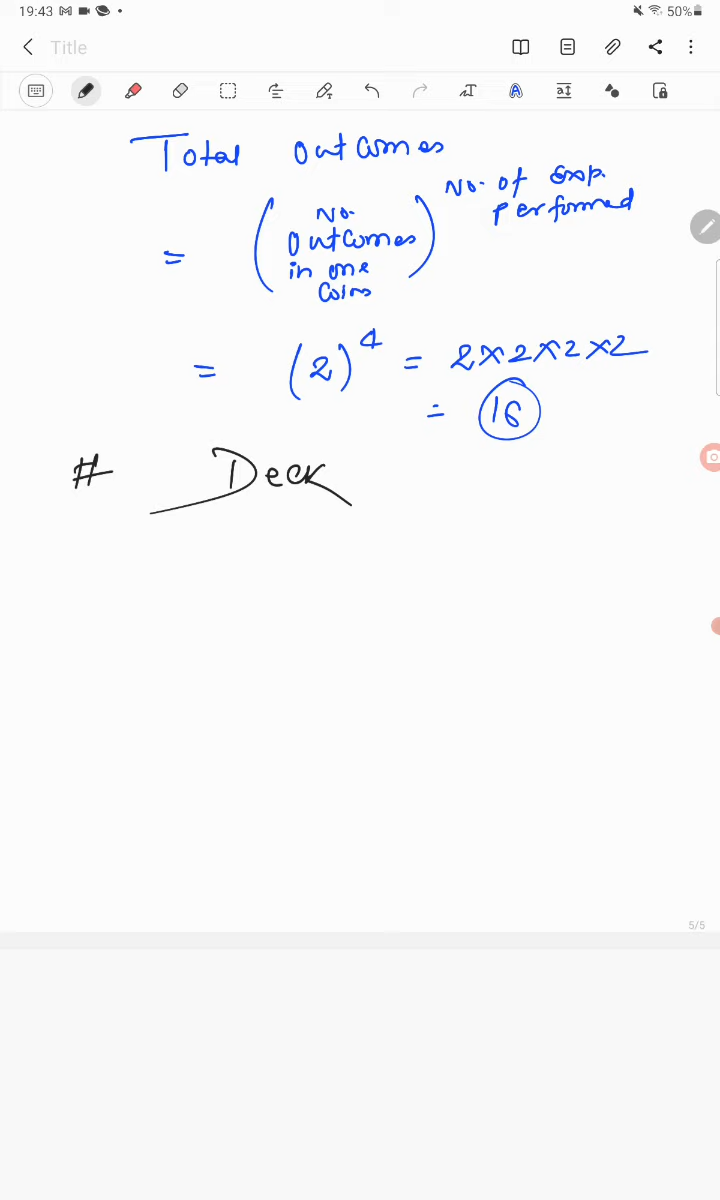 19:43 50%
Title
Total outcomes
= (No. outcomes in one coins) No. of exp. performed
= (2)4 = 2×2×2×2
= 16
# Deck
5/5